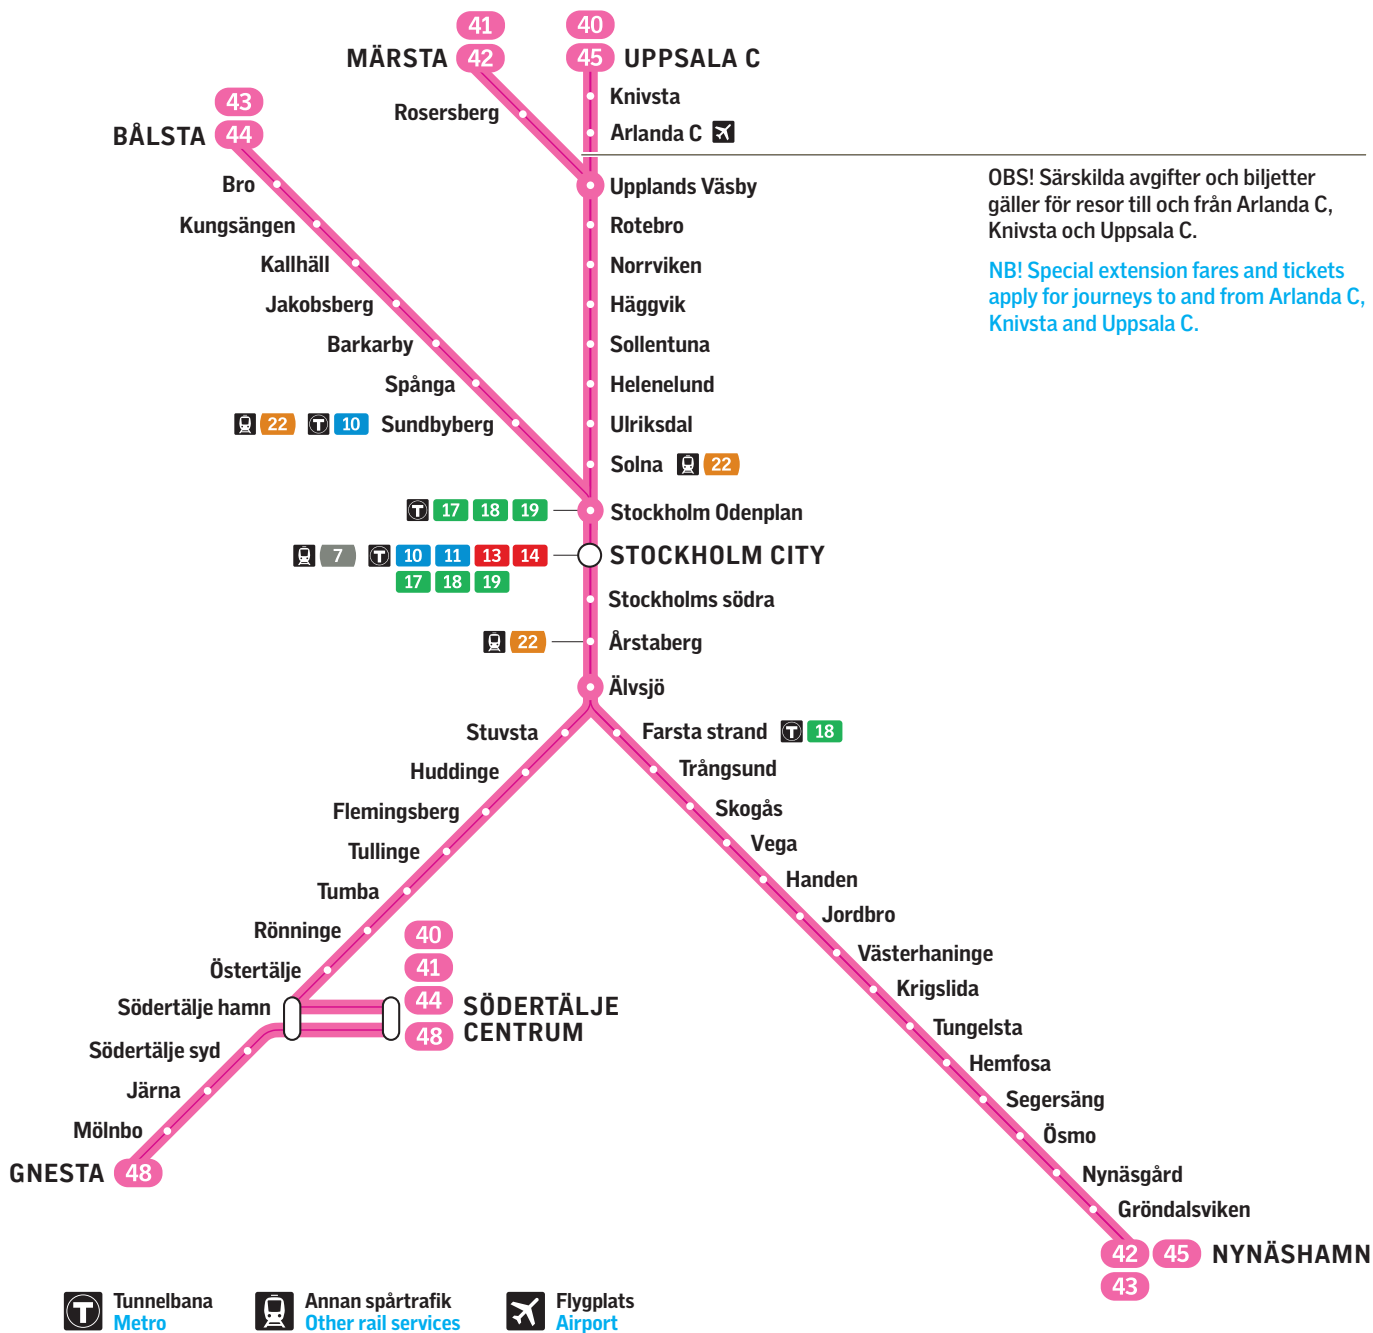 41
40
MÄRSTA 42
45 UPPSALA C
Knivsta
Rosersberg
Arlanda C
43
BÅLSTA 44
OBS! Särskilda avgifter och biljetter
gäller för resor till och från Arlanda C,
Knivsta och Uppsala C.
NB! Special extension fares and tickets
apply for journeys to and from Arlanda C,
Knivsta and Uppsala C.
Bro
Upplands Väsby
Kungsängen
Rotebro
Kallhäll
Norrviken
Jakobsberg
Häggvik
Barkarby
Sollentuna
Spånga
Helenelund
22 T 10 Sundbyberg
Ulriksdal
Solna 22
T 17 18 19 Stockholm Odenplan
7 T 10 11 13 14 STOCKHOLM CITY
17 18 19
Stockholms södra
22 Årstaberg
Älvsjö
Stuvsta
Farsta strand T 18
Huddinge
Trångsund
Flemingsberg
Skogås
Tullinge
Vega
Tumba
Handen
Rönninge
Jordbro
Östertälje
Västerhaninge
Södertälje hamn
Krigslida
40
41
44
48
SÖDERTÄLJE
CENTRUM
Södertälje syd
Tungelsta
Järna
Hemfosa
Mölnbo
Segersäng
GNESTA 48
Ösmo
Nynäsgård
Gröndalsviken
42 45 NYNÄSHAMN
43
T Tunnelbana
Metro
Annan spårtrafik
Other rail services
Flygplats
Airport